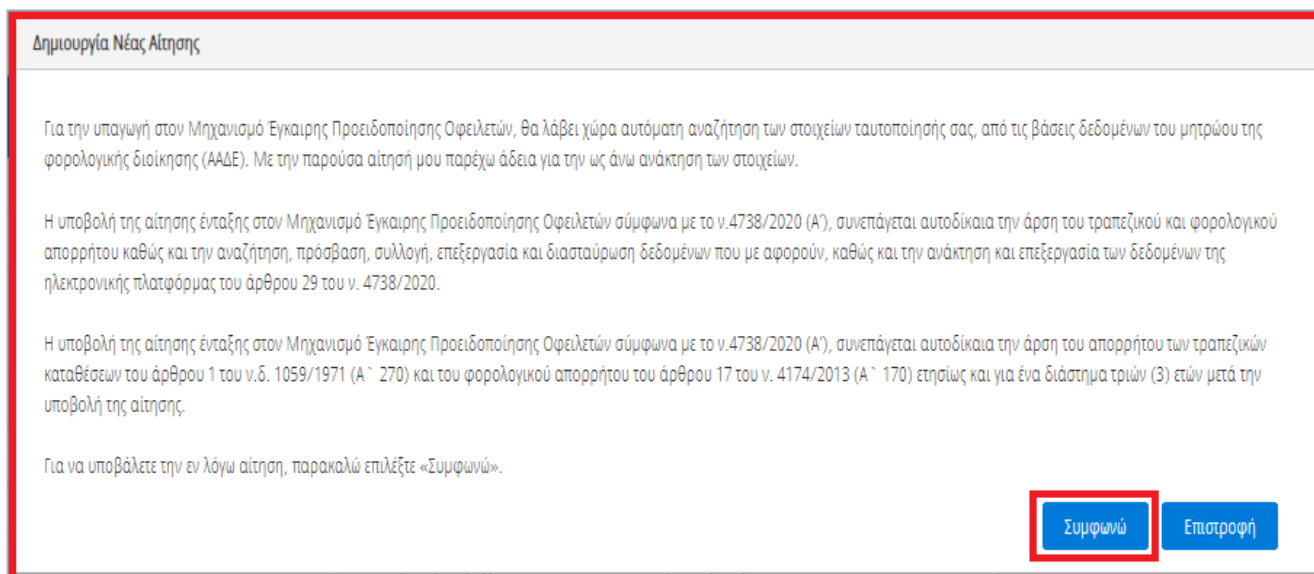 Δημιουργία Νέας Αίτησης
Για την υπαγωγή στον Μηχανισμό Έγκαιρης Προειδοποίησης Οφειλετών, θα λάβει χώρα αυτόματη αναζήτηση των στοιχείων ταυτοποίησής σας, από τις βάσεις δεδομένων του μητρώου της
φορολογικής διοίκησης (ΑΑΔΕ). Με την παρούσα αίτησή μου παρέχω άδεια για την ως άνω ανάκτηση των στοιχείων.
Η υποβολή της αίτησης ένταξης στον Μηχανισμό Έγκαιρης Προειδοποίησης Οφειλετών σύμφωνα με το ν.4738/2020 (Α'), συνεπάγεται αυτοδίκαια την άρση του τραπεζικού και φορολογικού
απορρήτου καθώς και την αναζήτηση, πρόσβαση, συλλογή, επεξεργασία και διασταύρωση δεδομένων που με αφορούν, καθώς και την ανάκτηση και επεξεργασία των δεδομένων της
ηλεκτρονικής πλατφόρμας του άρθρου 29 του ν. 4738/2020.
Η υποβολή της αίτησης ένταξης στον Μηχανισμό Έγκαιρης Προειδοποίησης Οφειλετών σύμφωνα με το ν.4738/2020 (Α'), συνεπάγεται αυτοδίκαια την άρση του απορρήτου των τραπεζικών
καταθέσεων του άρθρου 1 του ν.δ. 1059/1971 (Α` 270) και του φορολογικού απορρήτου του άρθρου 17 του ν. 4174/2013 (Α` 170) ετησίως και για ένα διάστημα τριών (3) ετών μετά την
υποβολή της αίτησης.
Για να υποβάλετε την εν λόγω αίτηση, παρακαλώ επιλέξτε «Συμφωνώ».
Συμφωνώ Επιστροφή